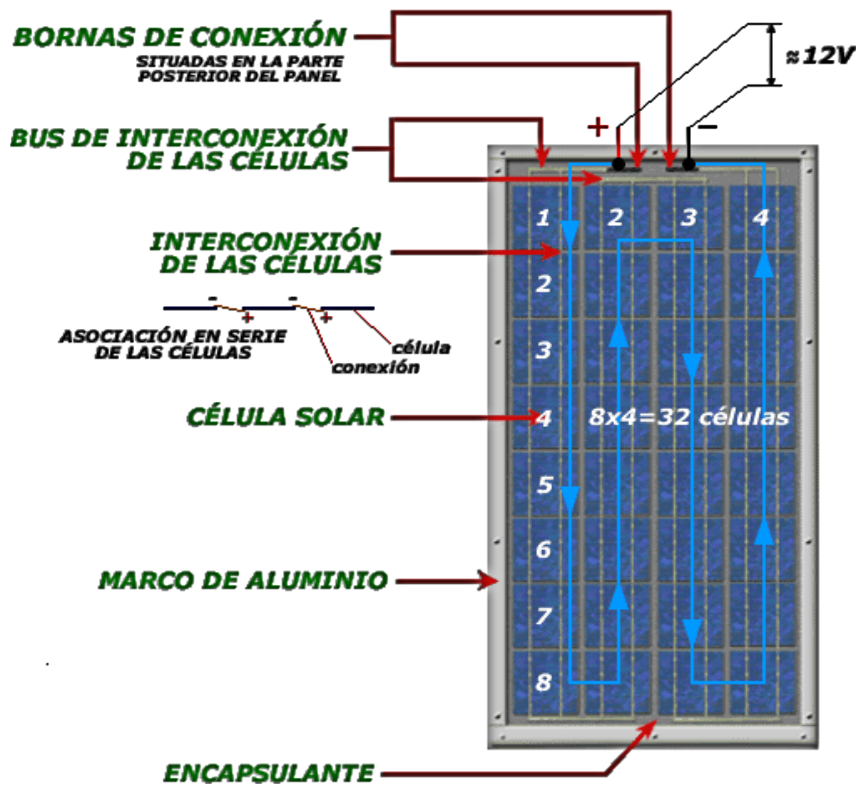 BORNAS DE CONEXIÓN
SITUADAS EN LA PARTE
POSTERIOR DEL PANEL
≈12V
+ −
BUS DE INTERCONEXIÓN
DE LAS CÉLULAS
1 2 3 4
INTERCONEXIÓN
DE LAS CÉLULAS
2
- -
+ +
ASOCIACIÓN EN SERIE
DE LAS CÉLULAS
célula
conexión
3
CÉLULA SOLAR
4
8x4=32 células
5
6
MARCO DE ALUMINIO
7
8
ENCAPSULANTE